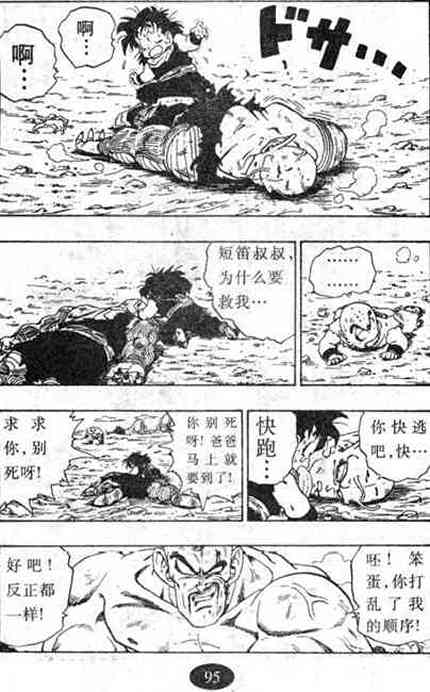 ドサ…
啊…
啊…
……
……
短笛叔叔，
为什么要
救我…
你快逃
吧，快…
快
跑
…
你别死
呀！爸爸
马上就
要到了！
求求
你，别
死呀！
呸！笨
蛋，你打
乱了我
的顺序！
好吧！
反正都
一样！
95